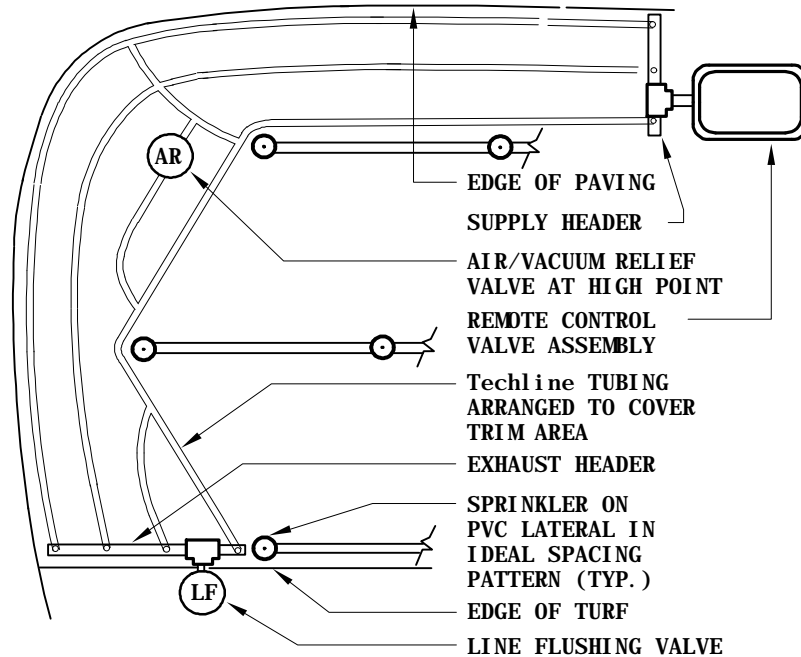 AR
EDGE OF PAVING
SUPPLY HEADER
AIR/VACUUM RELIEF
VALVE AT HIGH POINT
REMOTE CONTROL
VALVE ASSEMBLY
Techline TUBING
ARRANGED TO COVER
TRIM AREA
EXHAUST HEADER
SPRINKLER ON
PVC LATERAL IN
IDEAL SPACING
PATTERN (TYP.)
EDGE OF TURF
LF
LINE FLUSHING VALVE